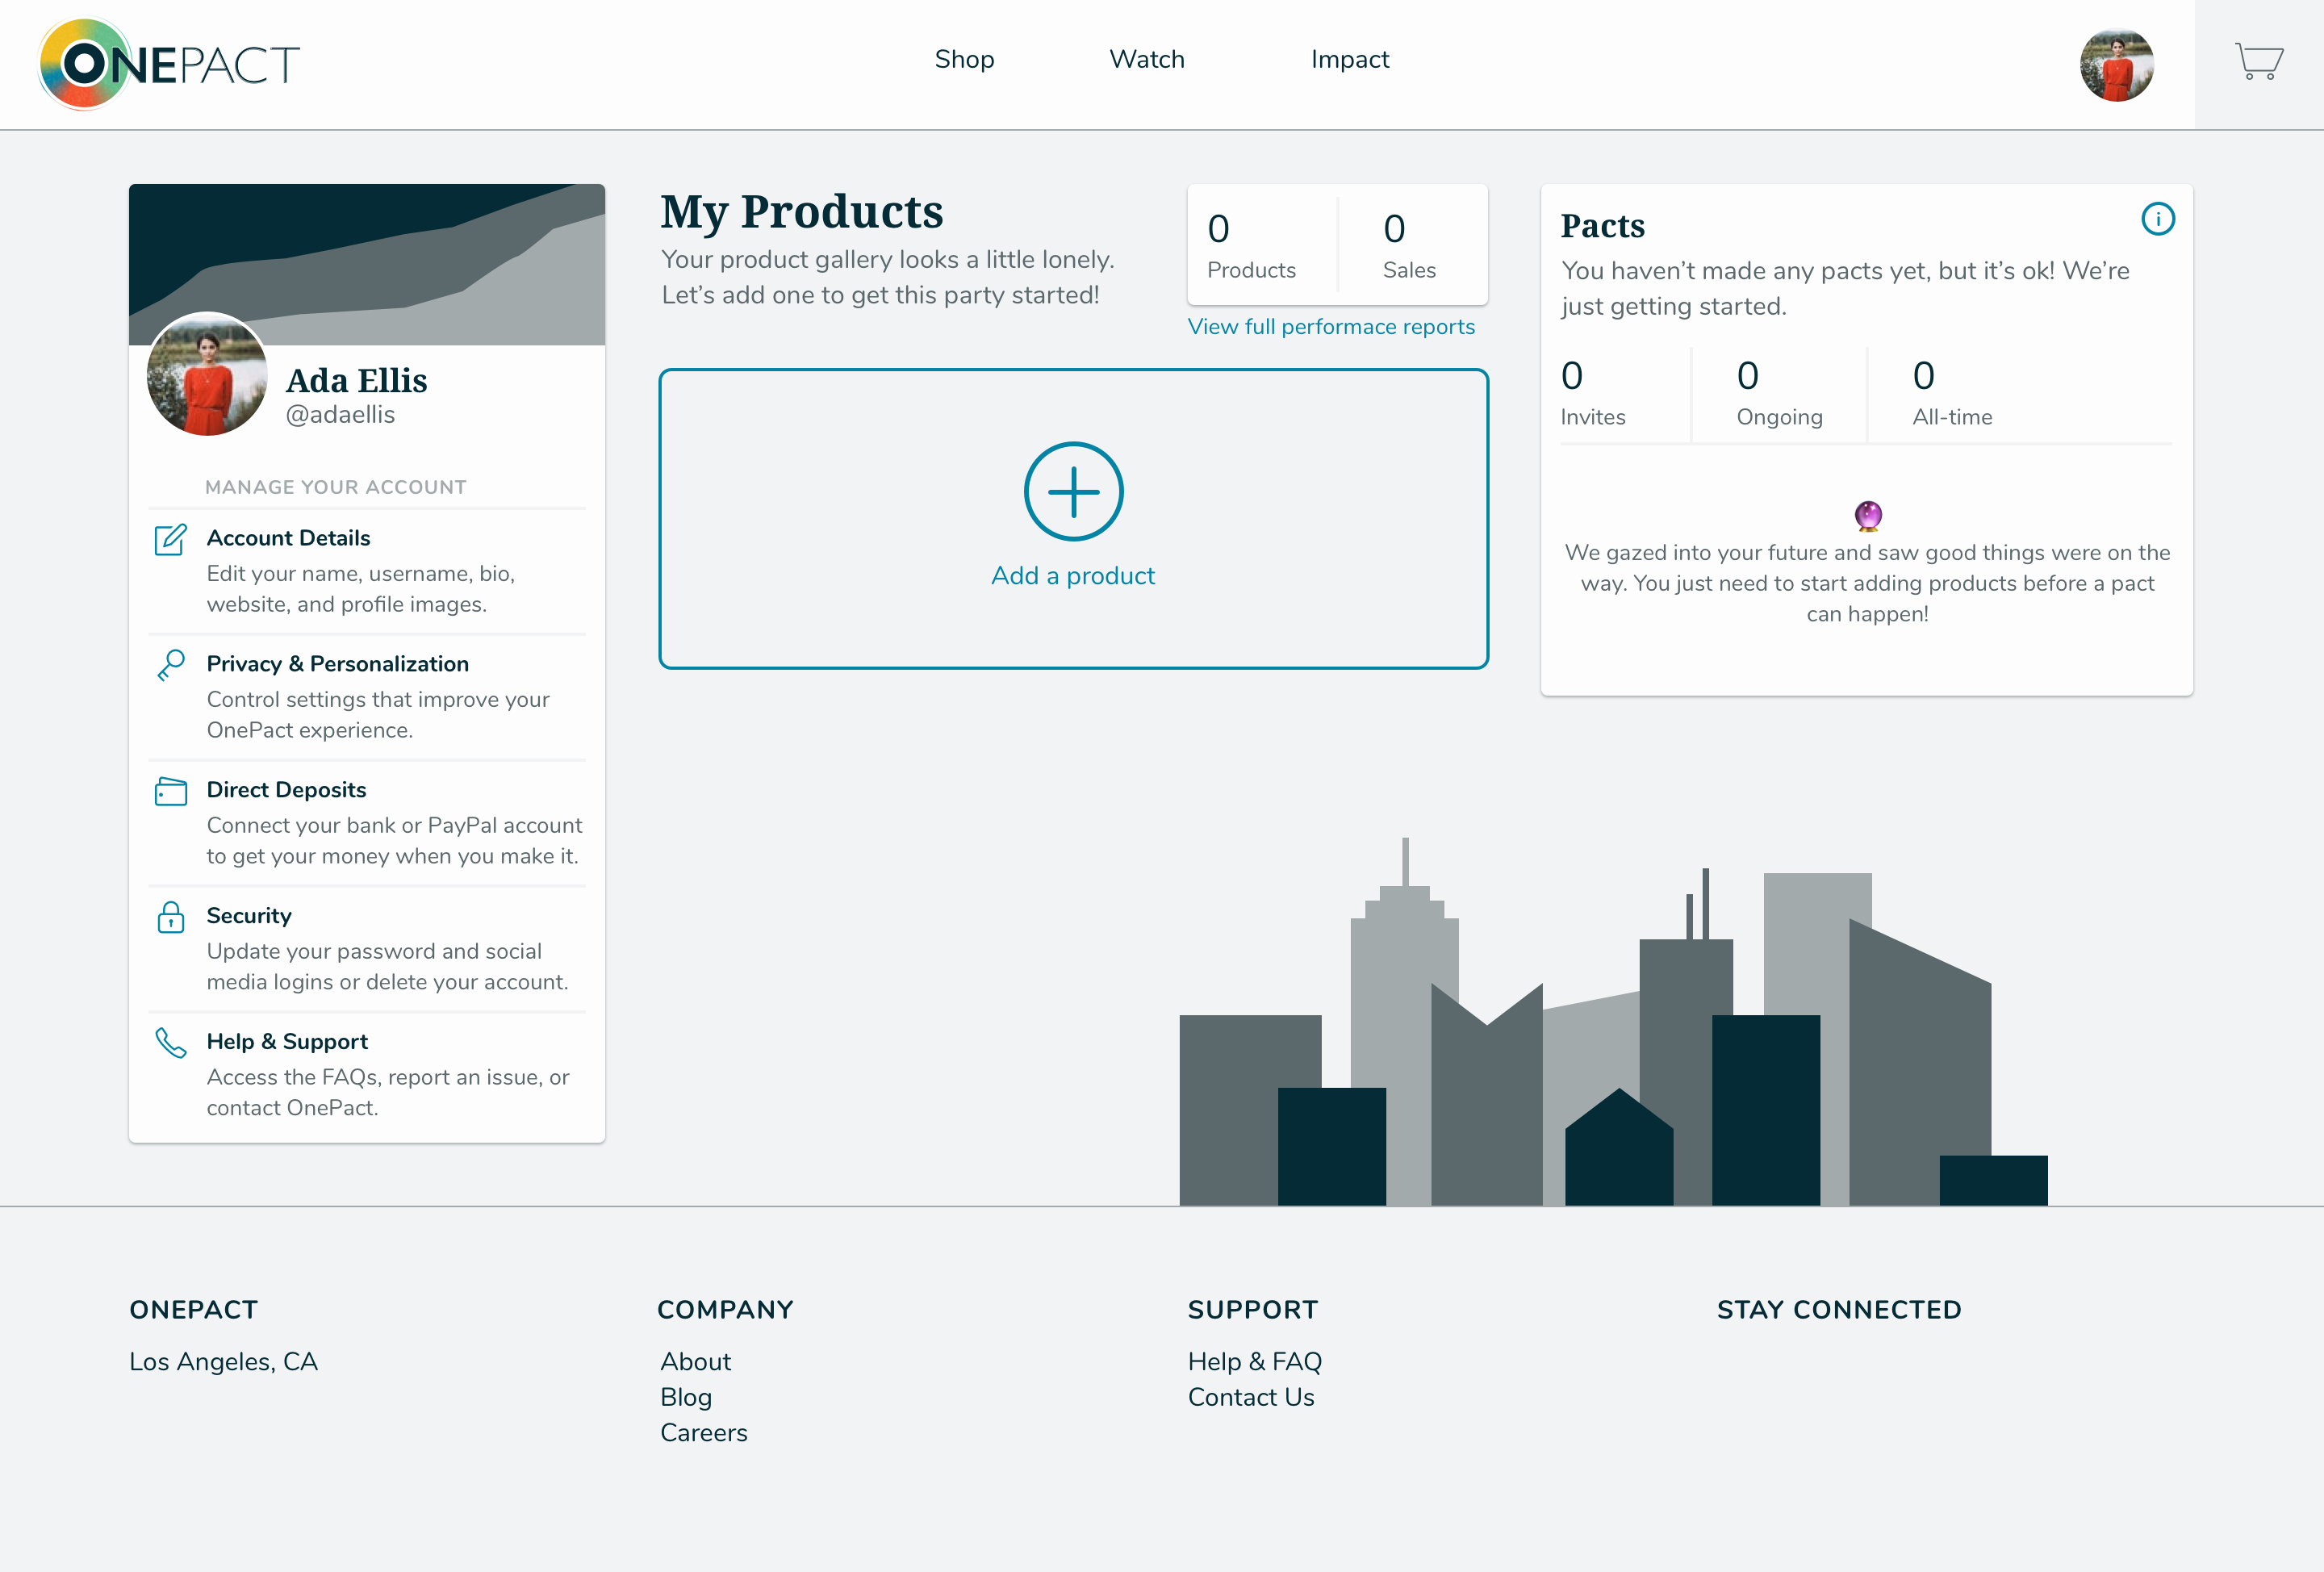 ONEPACT
Shop
Watch
Impact
Ada Ellis
@adaellis
MANAGE YOUR ACCOUNT
Account Details
Edit your name, username, bio,
website, and profile images.
Privacy & Personalization
Control settings that improve your
OnePact experience.
Direct Deposits
Connect your bank or PayPal account
to get your money when you make it.
Security
Update your password and social
media logins or delete your account.
Help & Support
Access the FAQs, report an issue, or
contact OnePact.
My Products
Your product gallery looks a little lonely.
Let’s add one to get this party started!
0
Products
0
Sales
View full performace reports
Add a product
Pacts
i
You haven’t made any pacts yet, but it’s ok! We’re
just getting started.
0
Invites
0
Ongoing
0
All-time
We gazed into your future and saw good things were on the
way. You just need to start adding products before a pact
can happen!
ONEPACT
Los Angeles, CA
COMPANY
About
Blog
Careers
SUPPORT
Help & FAQ
Contact Us
STAY CONNECTED